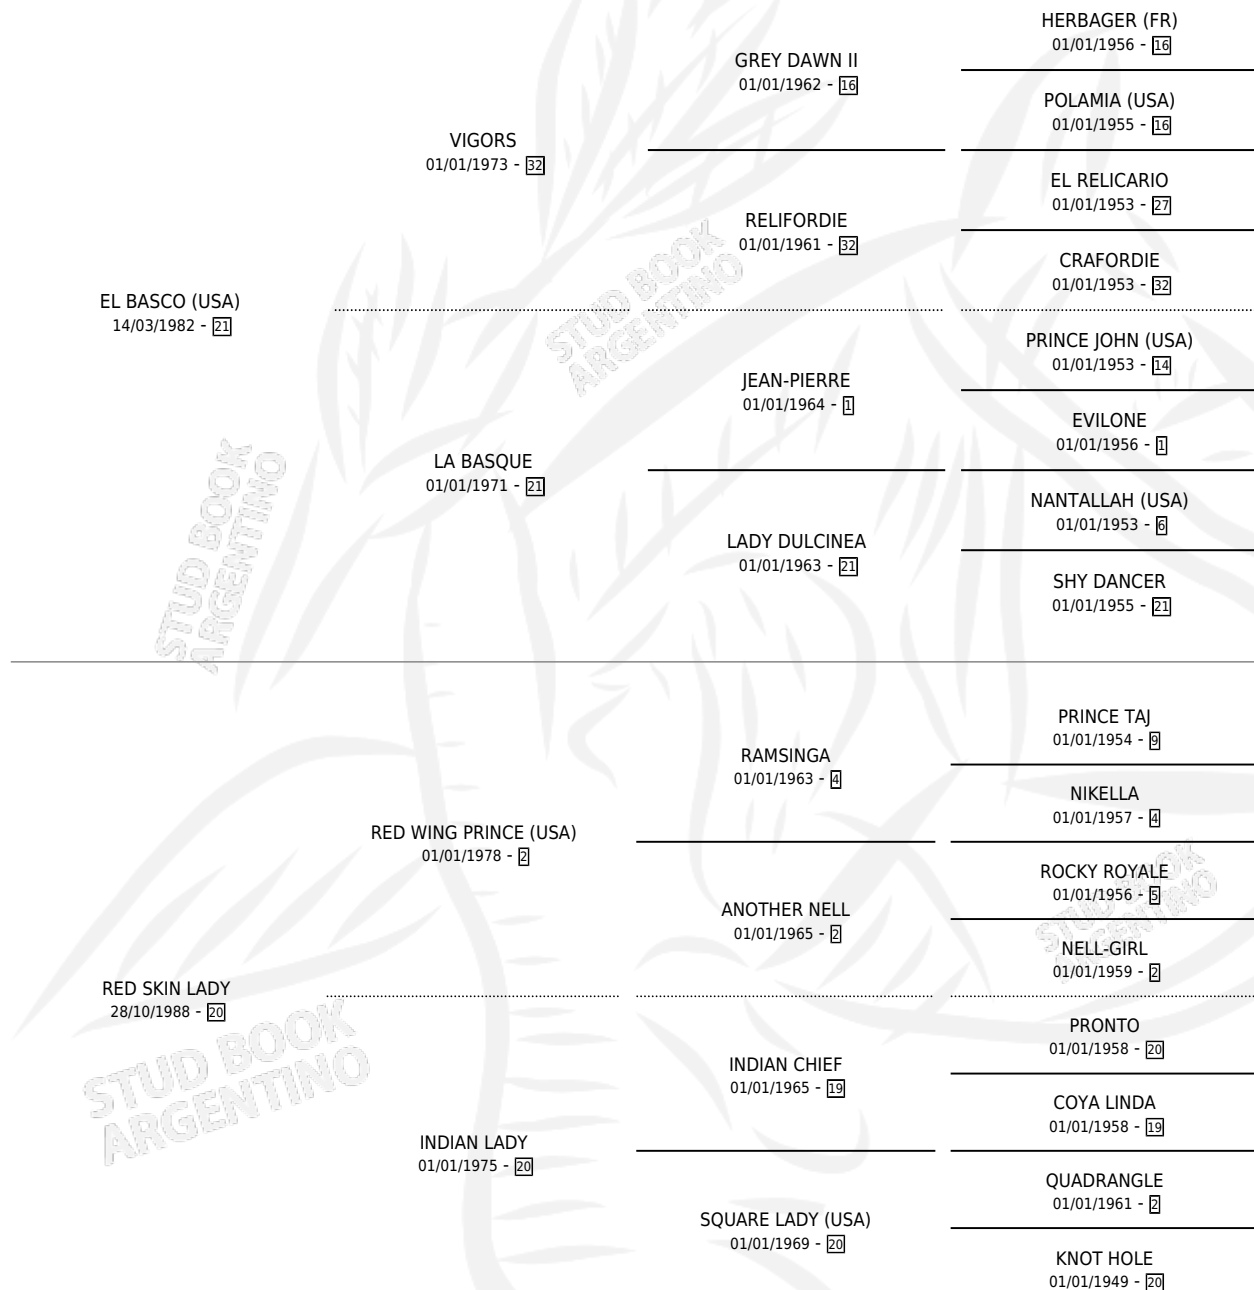 HERBAGER (FR)
01/01/1956 - 16
GREY DAWN II
01/01/1962 - 16
POLAMIA (USA)
01/01/1955 - 16
VIGORS
01/01/1973 - 32
EL RELICARIO
01/01/1953 - 27
RELIFORDIE
01/01/1961 - 32
CRAFORDIE
01/01/1953 - 32
EL BASCO (USA)
14/03/1982 - 21
PRINCE JOHN (USA)
01/01/1953 - 14
JEAN-PIERRE
01/01/1964 - 1
EVILONE
01/01/1956 - 1
LA BASQUE
01/01/1971 - 21
NANTALLAH (USA)
01/01/1953 - 6
LADY DULCINEA
01/01/1963 - 21
SHY DANCER
01/01/1955 - 21
PRINCE TAJ
01/01/1954 - 9
RAMSINGA
01/01/1963 - 4
NIKELLA
01/01/1957 - 4
RED WING PRINCE (USA)
01/01/1978 - 2
ROCKY ROYALE
01/01/1956 - 5
ANOTHER NELL
01/01/1965 - 2
NELL-GIRL
01/01/1959 - 2
RED SKIN LADY
28/10/1988 - 20
PRONTO
01/01/1958 - 20
INDIAN CHIEF
01/01/1965 - 19
COYA LINDA
01/01/1958 - 19
INDIAN LADY
01/01/1975 - 20
QUADRANGLE
01/01/1961 - 2
SQUARE LADY (USA)
01/01/1969 - 20
KNOT HOLE
01/01/1949 - 20
STUD BOOK
ARGENTINO
STUD BOOK
ARGENTINO
STUD BOOK
ARGENTINO
STUD BOOK
ARGENTINO